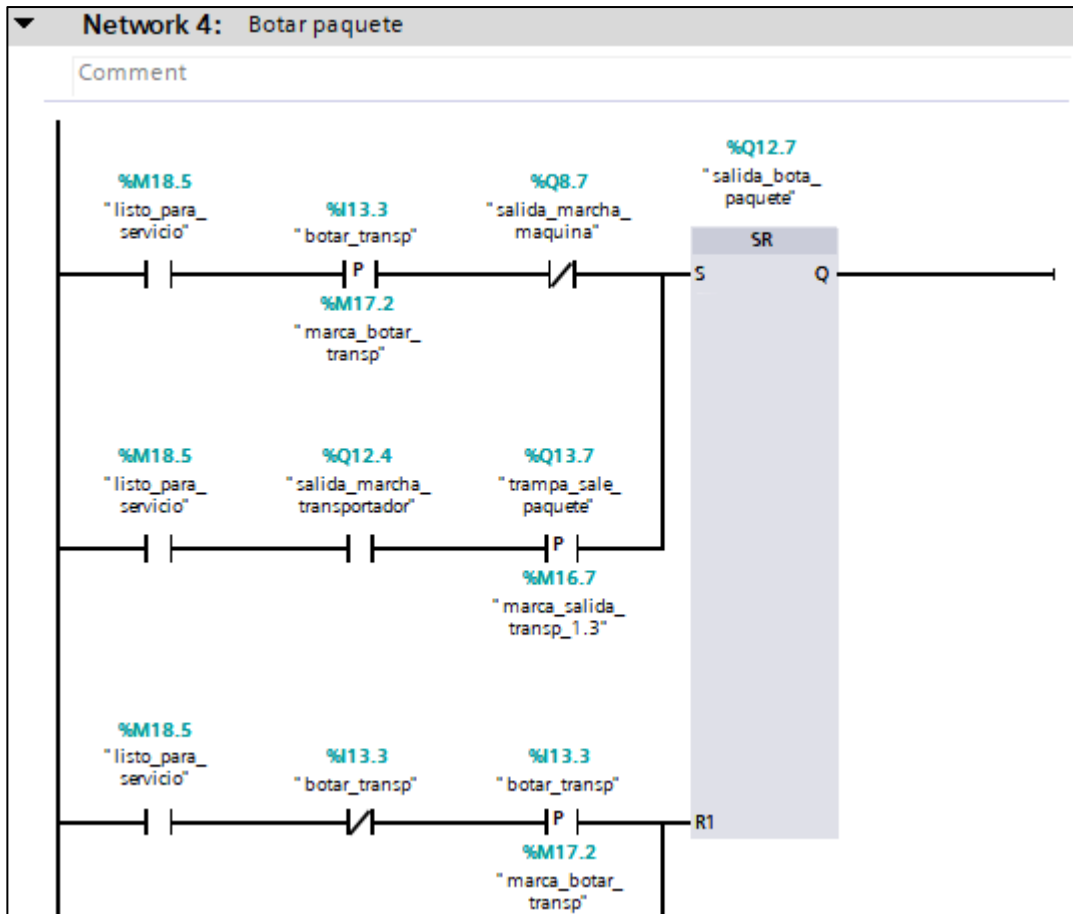 Network 4: Botar paquete
Comment
%M18.5
"listo_para_
servicio"
%I13.3
"botar_transp"
P
%M17.2
"marca_botar_
transp"
%Q8.7
"salida_marcha_
maquina"
%Q12.7
"salida_bota_
paquete"
SR
S Q
%M18.5
"listo_para_
servicio"
%Q12.4
"salida_marcha_
transportador"
%Q13.7
"trampa_sale_
paquete"
P
%M16.7
"marca_salida_
transp_1.3"
%M18.5
"listo_para_
servicio"
%I13.3
"botar_transp"
%I13.3
"botar_transp"
P
%M17.2
"marca_botar_
transp"
R1